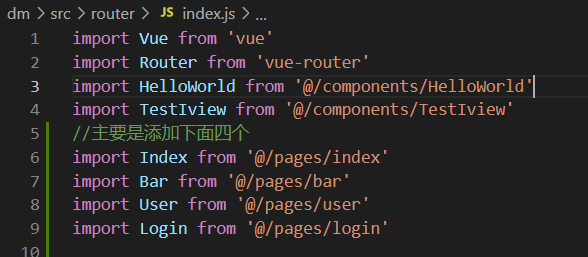 dm > src > router > JS index.js > ...
1 import Vue from 'vue'
2 import Router from 'vue-router'
3 import HelloWorld from '@/components/HelloWorld'
4 import TestIview from '@/components/TestIview'
5 //主要是添加下面四个
6 import Index from '@/pages/index'
7 import Bar from '@/pages/bar'
8 import User from '@/pages/user'
9 import Login from '@/pages/login'
10